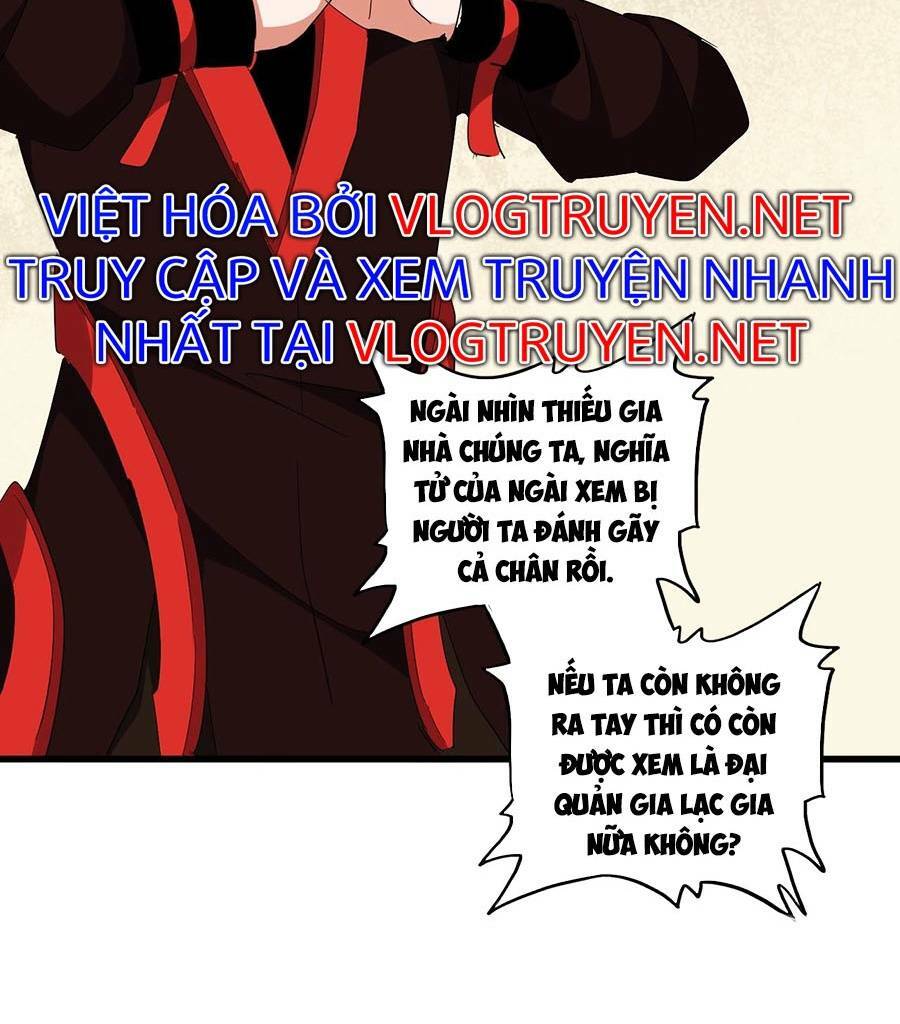 VIỆT HÓA BỞI VLOGTRUYEN.NET
TRUY CẬP VÀ XEM TRUYỆN NHANH
NHẤT TẠI VLOGTRUYEN.NET
NGÀI NHÌN THIẾU GIA
NHÀ CHÚNG TA, NGHĨA
TỬ CỦA NGÀI XEM BỊ
NGƯỜI TA ĐÁNH GÃY
CẢ CHÂN RỒI.
NẾU TA CÒN KHÔNG
RA TAY THÌ CÓ CÒN
ĐƯỢC XEM LÀ ĐẠI
QUẢN GIA LẠC GIA
NỮA KHÔNG?